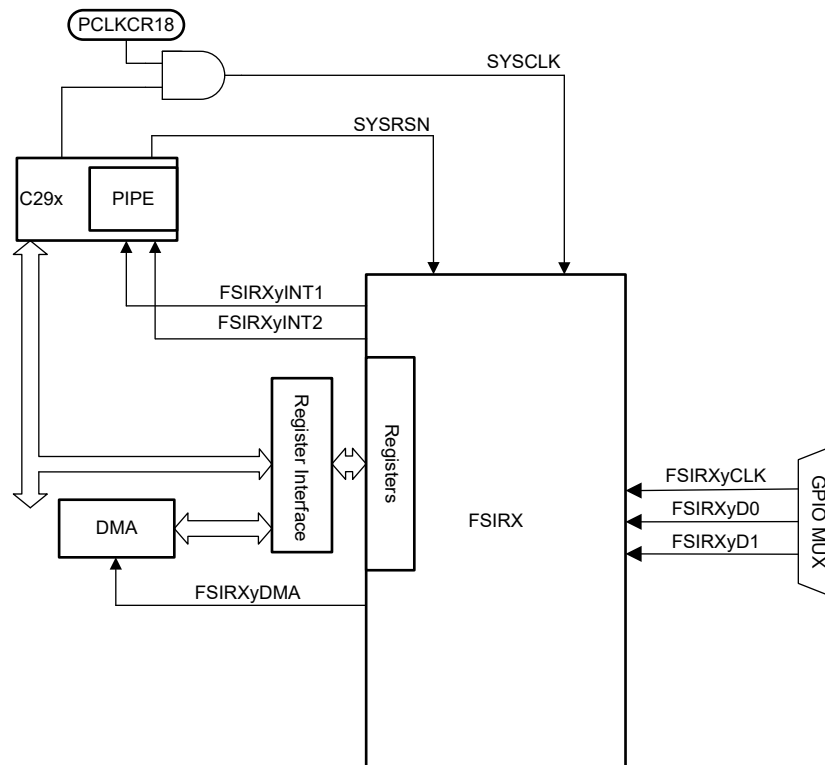 PCLKCR18
SYSCLK
SYSRSN
C29x
PIPE
FSIRXyINT1
FSIRXyINT2
Register Interface
Registers
FSIRXyCLK
FSIRXyD0
FSIRXyD1
GPIO MUX
FSIRX
DMA
FSIRXyDMA